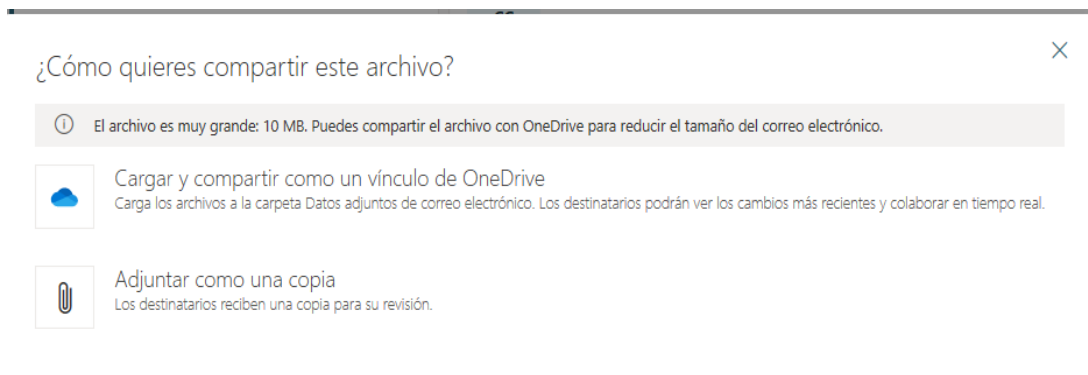 ¿Cómo quieres compartir este archivo?
El archivo es muy grande: 10 MB. Puedes compartir el archivo con OneDrive para reducir el tamaño del correo electrónico.
Cargar y compartir como un vínculo de OneDrive
Carga los archivos a la carpeta Datos adjuntos de correo electrónico. Los destinatarios podrán ver los cambios más recientes y colaborar en tiempo real.
Adjuntar como una copia
Los destinatarios reciben una copia para su revisión.